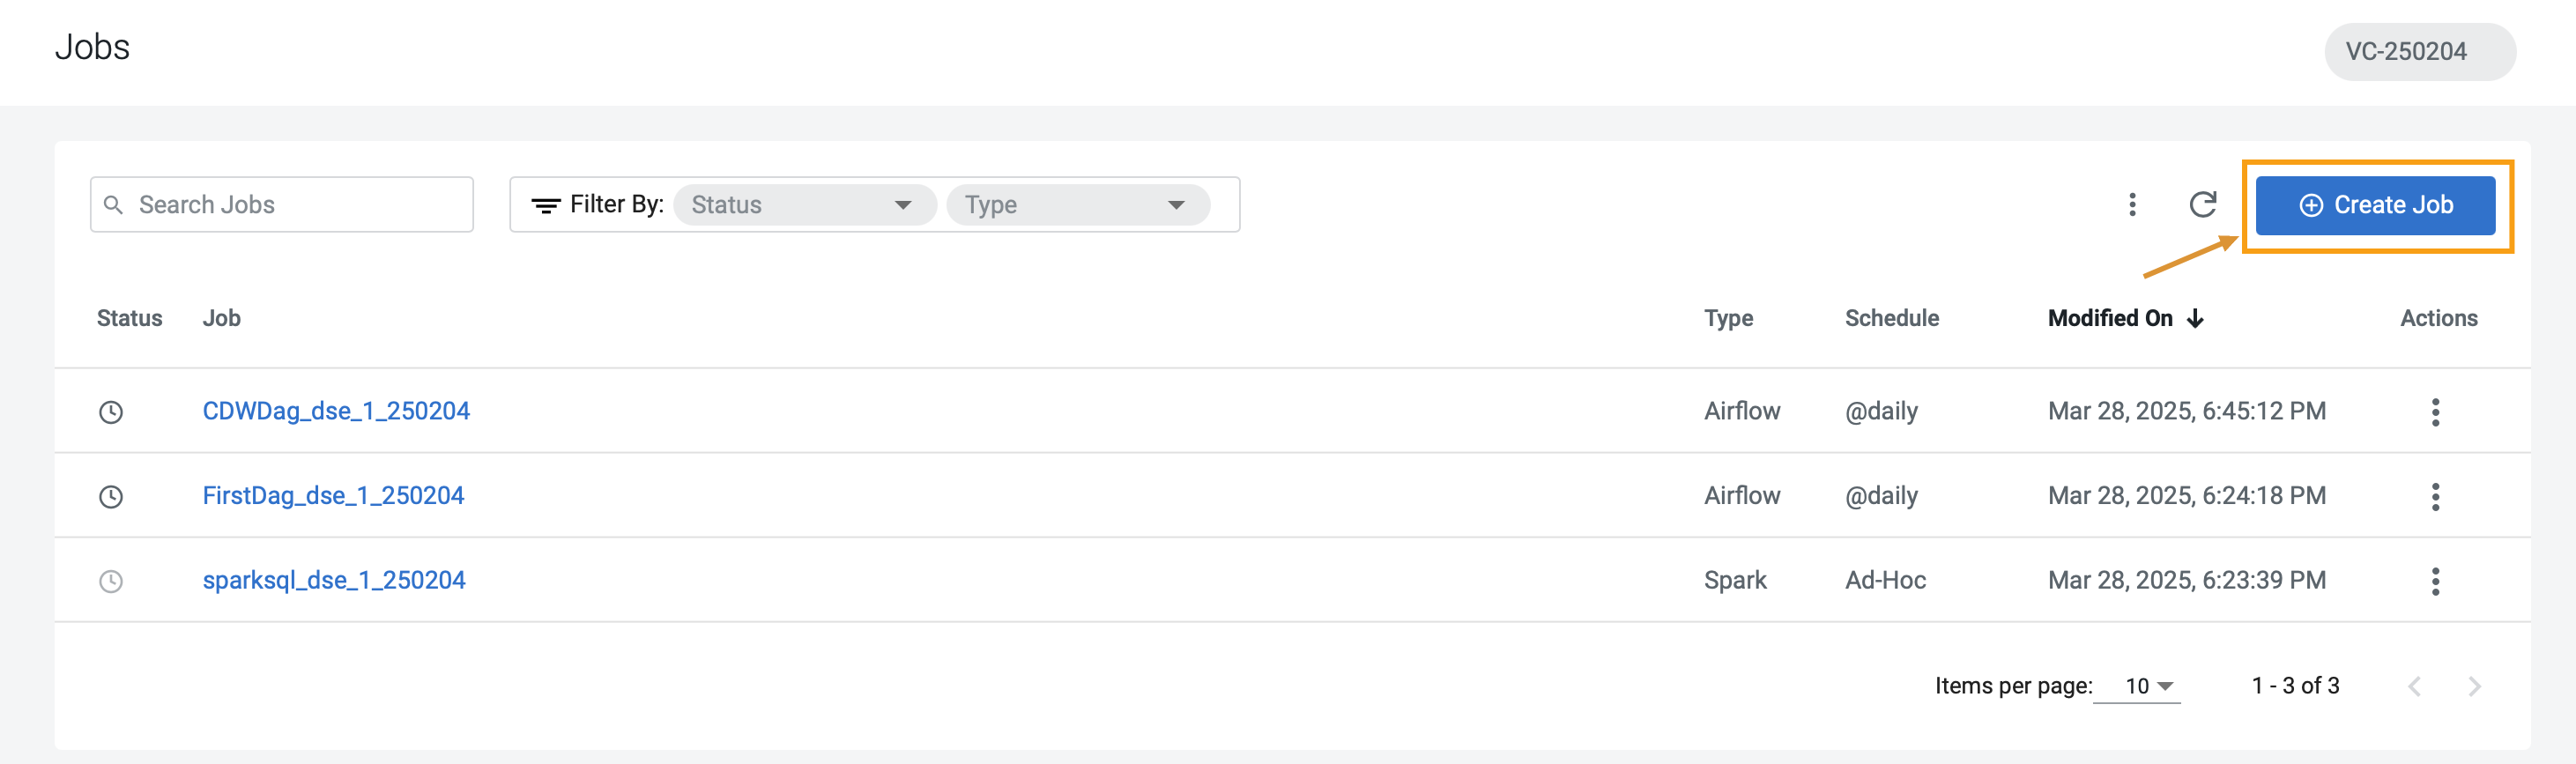 Jobs
VC-250204
Search Jobs
Filter By: Status Type
Create Job
Status Job Type Schedule Modified On Actions
CDWDag_dse_1_250204 Airflow @daily Mar 28, 2025, 6:45:12 PM
FirstDag_dse_1_250204 Airflow @daily Mar 28, 2025, 6:24:18 PM
sparksql_dse_1_250204 Spark Ad-Hoc Mar 28, 2025, 6:23:39 PM
Items per page: 10 1 - 3 of 3